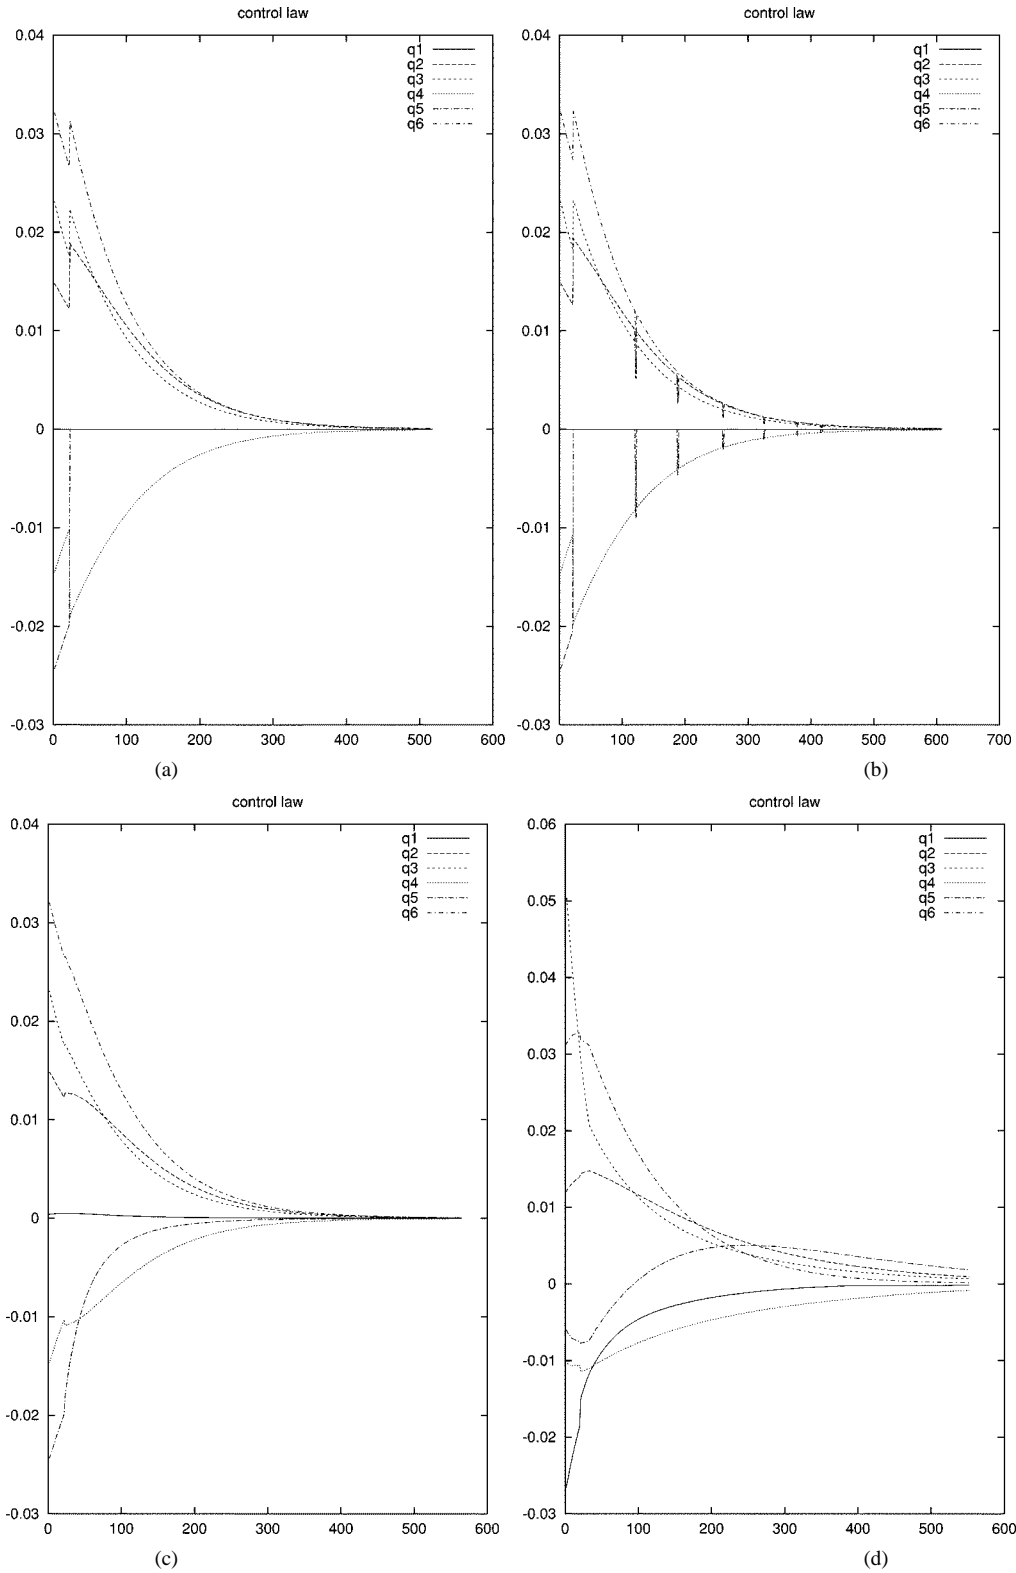 control law
0.04
0.03
0.02
0.01
0
-0.01
-0.02
-0.03
0 100 200 300 400 500 600
q1
q2
q3
q4
q5
q6
(a)
control law
0.04
0.03
0.02
0.01
0
-0.01
-0.02
-0.03
0 100 200 300 400 500 600 700
q1
q2
q3
q4
q5
q6
(b)
control law
0.04
0.03
0.02
0.01
0
-0.01
-0.02
-0.03
0 100 200 300 400 500 600
q1
q2
q3
q4
q5
q6
(c)
control law
0.06
0.05
0.04
0.03
0.02
0.01
0
-0.01
-0.02
-0.03
0 100 200 300 400 500 600
q1
q2
q3
q4
q5
q6
(d)